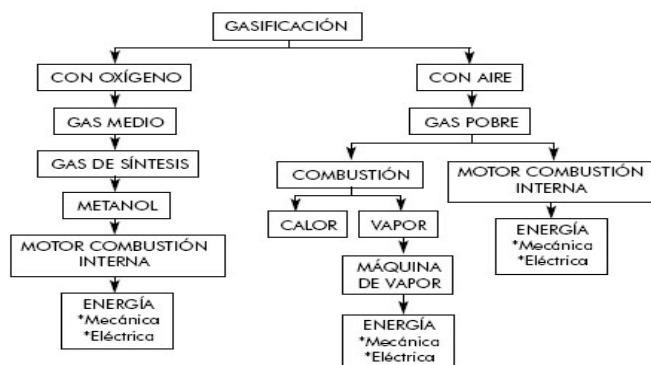 GASIFICACIÓN
CON OXÍGENO
CON AIRE
GAS MEDIO
GAS POBRE
GAS DE SÍNTESIS
COMBUSTIÓN
MOTOR COMBUSTIÓN
INTERNA
METANOL
CALOR
VAPOR
MOTOR COMBUSTIÓN
INTERNA
ENERGÍA
*Mecánica
*Eléctrica
MÁQUINA
DE VAPOR
ENERGÍA
*Mecánica
*Eléctrica
ENERGÍA
*Mecánica
*Eléctrica